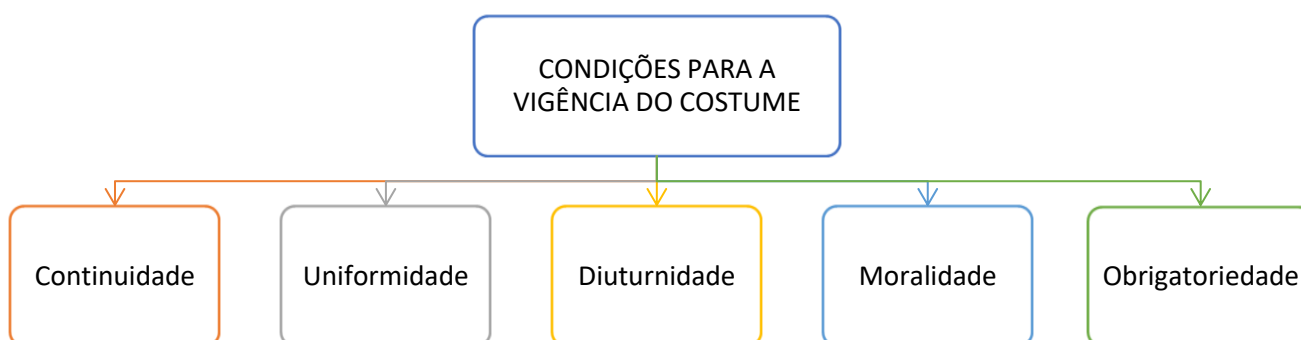 CONDIÇÕES PARA A
VIGÊNCIA DO COSTUME
Continuidade
Uniformidade
Diuturnidade
Moralidade
Obrigatoriedade